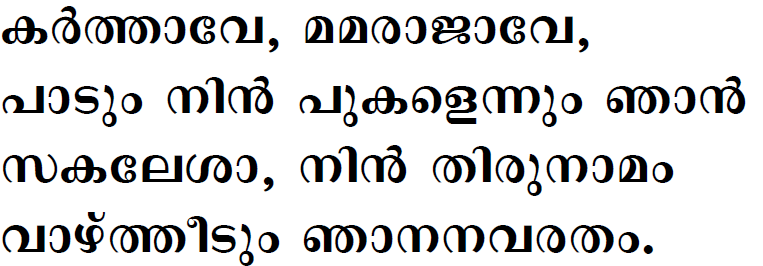 കർത്താവേ, മമരാജാവേ,
പാടും നിൻ പുകളെന്നും ഞാൻ
സകലേശാ, നിൻ തിരുനാമം
വാഴ്ത്തീടും ഞാനനവരതം.